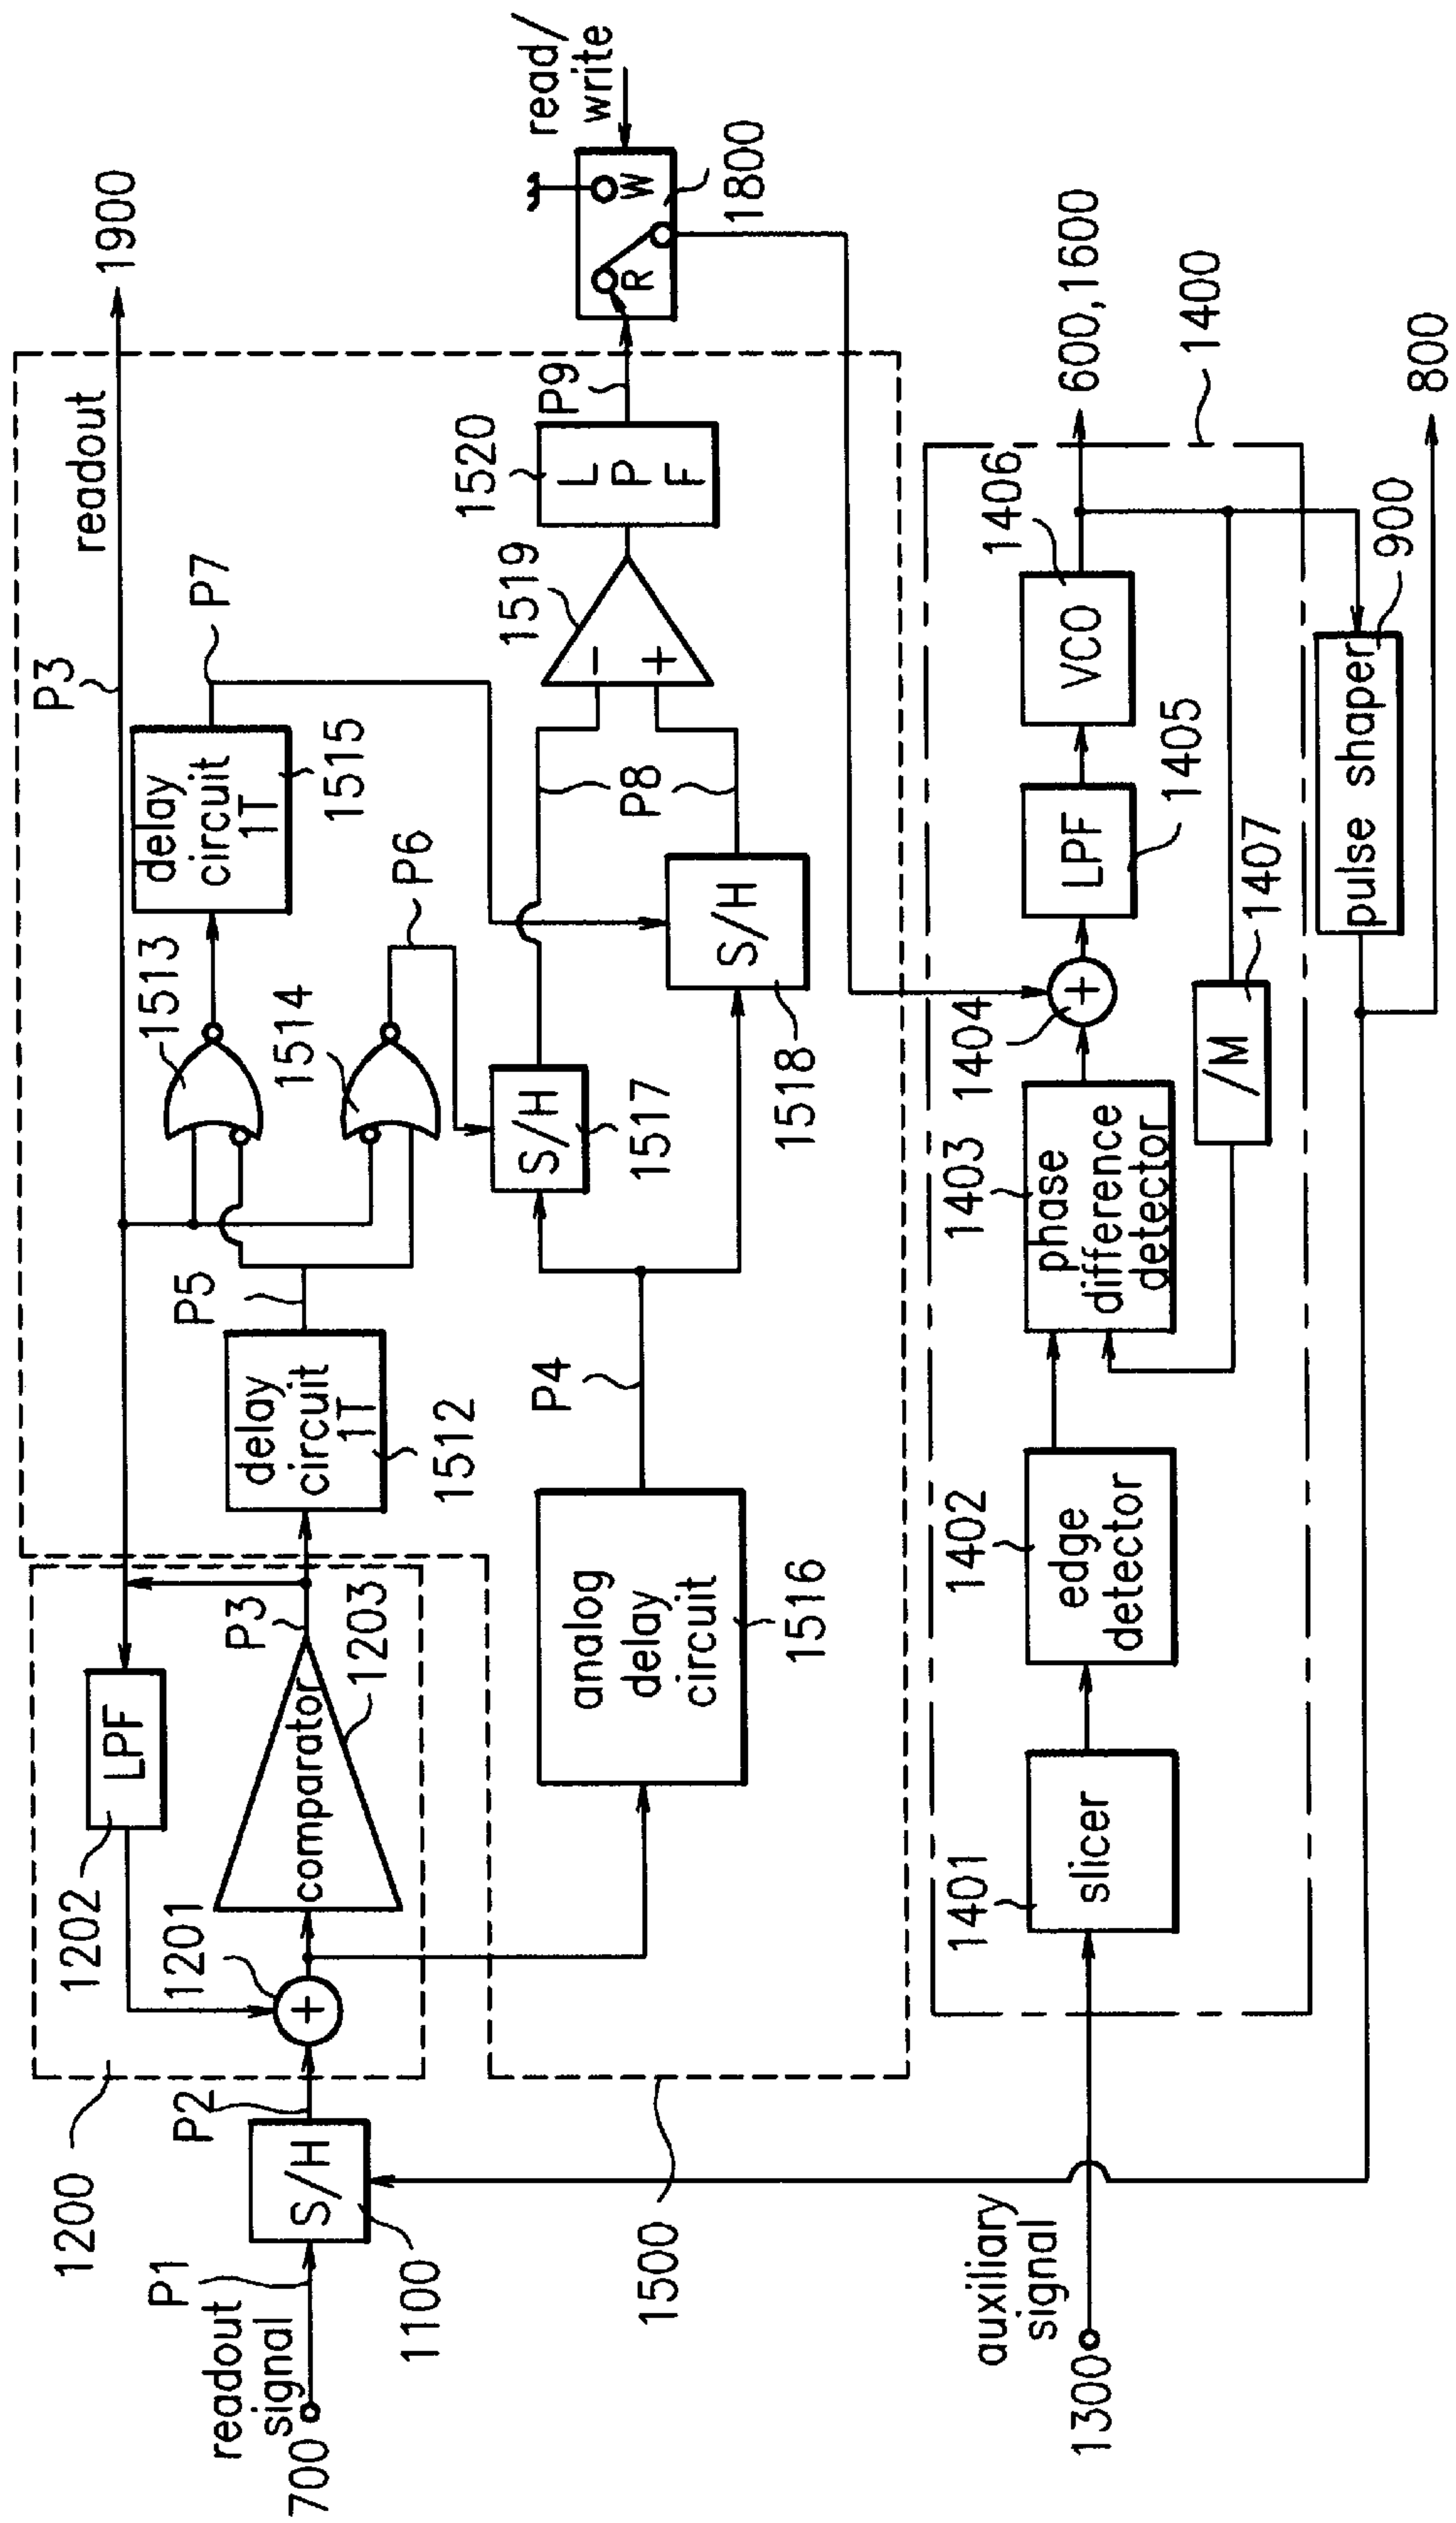 readout
signal
700
P1
S/H
1100
P2
1200
+
1201
LPF
1202
comparator
1203
P3
delay
circuit
1T
1512
P5
1513
1514
P6
delay
circuit
1T
1515
P7
P3
readout
1900
analog
delay
circuit
1516
P4
S/H
1517
S/H
1518
P8
−
+
1519
L
P
F
1520
P9
R
W
read/
write
1800
1500
auxiliary
signal
1300
slicer
1401
edge
detector
1402
phase
difference
detector
1403
+
1404
LPF
1405
VCO
1406
/M
1407
600,1600
1400
pulse shaper
900
800